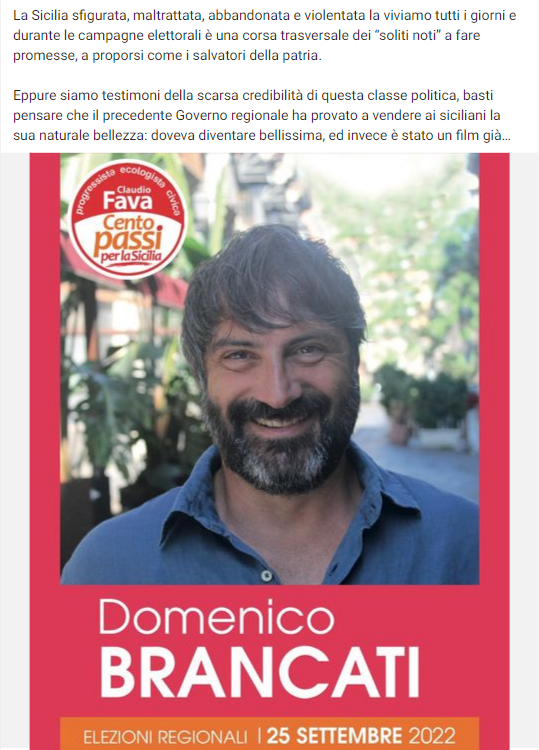 La Sicilia sfigurata, maltrattata, abbandonata e violentata la viviamo tutti i giorni e
durante le campagne elettorali è una corsa trasversale dei “soliti noti” a fare
promesse, a proporsi come i salvatori della patria.
Eppure siamo testimoni della scarsa credibilità di questa classe politica, basti
pensare che il precedente Governo regionale ha provato a vendere ai siciliani la
sua naturale bellezza: doveva diventare bellissima, ed invece è stato un film già...
progressista ecologista civica
Claudio
Fava
Cento
passi
per la Sicilia
Domenico
BRANCATI
ELEZIONI REGIONALI | 25 SETTEMBRE 2022